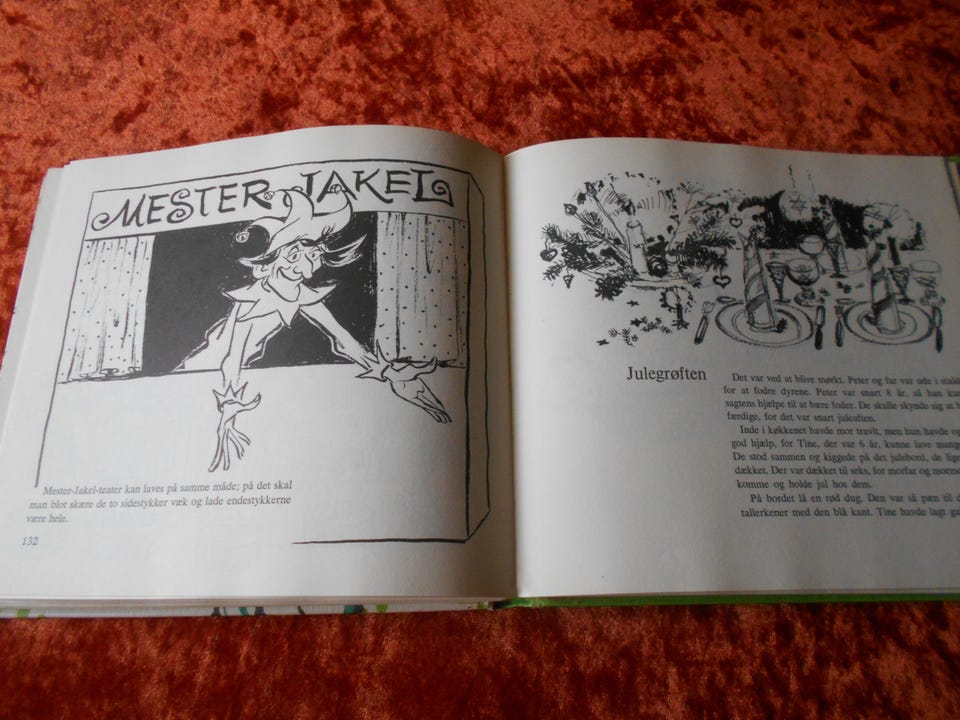 MESTER JAKEL
Mester-Jakel-teater kan laves på samme måde; på det skal
man blot skære de to sidestykker væk og lade endestykkerne
være hele.
132
Julegrøften
Det var ved at blive mørkt. Peter og far var ude i
for at fodre dyrene. Peter var snart 8 år, så han
sagtens hjælpe til at bære foder. De skulle skynde sig at
færdige, for det var snart juleaften.
Inde i køkkenet havde mor travlt, men hun havde
god hjælp, for Tine, der var 6 år, kunne lave
De stod sammen og kiggede på det julebord, de
dækket. Der var dækket til seks, for morfar og
komme og holde jul hos dem.
På bordet lå en rød dug. Den var så pæn til
tallerkener med den blå kant. Tine havde lagt